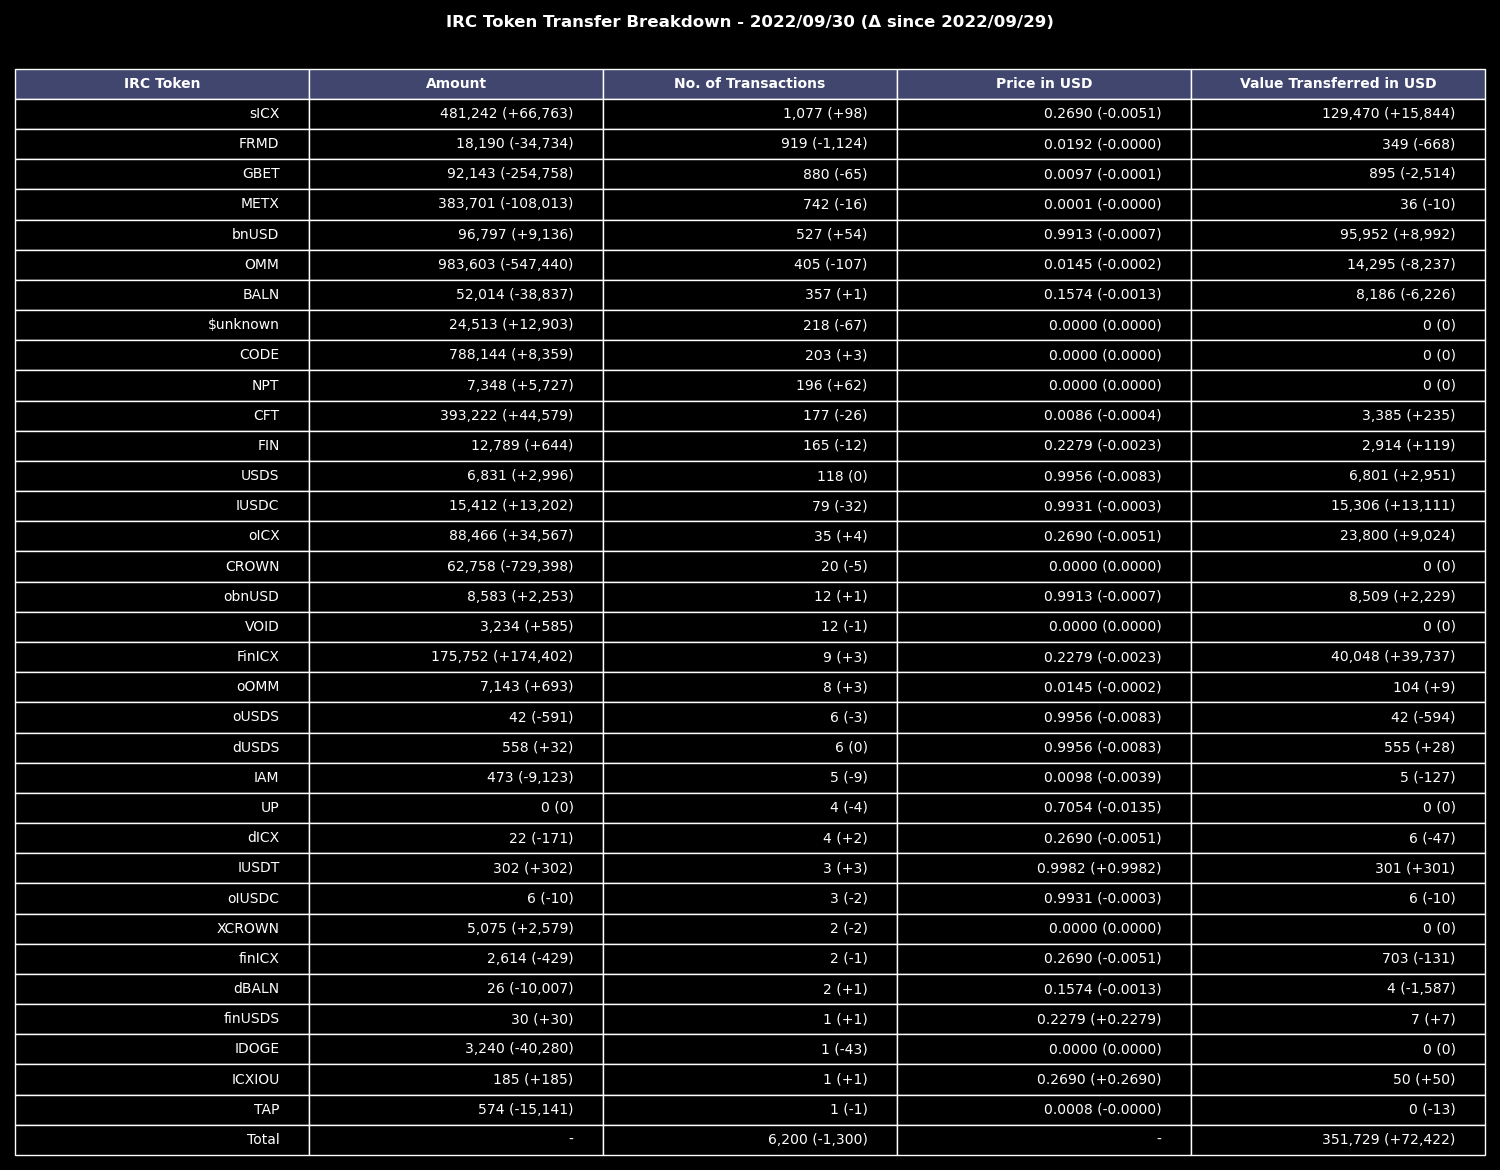 IRC Token Transfer Breakdown - 2022/09/30 (Δ since 2022/09/29)
IRC Token Amount No. of Transactions Price in USD Value Transferred in USD
sICX 481,242 (+66,763) 1,077 (+98) 0.2690 (-0.0051) 129,470 (+15,844)
FRMD 18,190 (-34,734) 919 (-1,124) 0.0192 (-0.0000) 349 (-668)
GBET 92,143 (-254,758) 880 (-65) 0.0097 (-0.0001) 895 (-2,514)
METX 383,701 (-108,013) 742 (-16) 0.0001 (-0.0000) 36 (-10)
bnUSD 96,797 (+9,136) 527 (+54) 0.9913 (-0.0007) 95,952 (+8,992)
OMM 983,603 (-547,440) 405 (-107) 0.0145 (-0.0002) 14,295 (-8,237)
BALN 52,014 (-38,837) 357 (+1) 0.1574 (-0.0013) 8,186 (-6,226)
$unknown 24,513 (+12,903) 218 (-67) 0.0000 (0.0000) 0 (0)
CODE 788,144 (+8,359) 203 (+3) 0.0000 (0.0000) 0 (0)
NPT 7,348 (+5,727) 196 (+62) 0.0000 (0.0000) 0 (0)
CFT 393,222 (+44,579) 177 (-26) 0.0086 (-0.0004) 3,385 (+235)
FIN 12,789 (+644) 165 (-12) 0.2279 (-0.0023) 2,914 (+119)
USDS 6,831 (+2,996) 118 (0) 0.9956 (-0.0083) 6,801 (+2,951)
IUSDC 15,412 (+13,202) 79 (-32) 0.9931 (-0.0003) 15,306 (+13,111)
oICX 88,466 (+34,567) 35 (+4) 0.2690 (-0.0051) 23,800 (+9,024)
CROWN 62,758 (-729,398) 20 (-5) 0.0000 (0.0000) 0 (0)
obnUSD 8,583 (+2,253) 12 (+1) 0.9913 (-0.0007) 8,509 (+2,229)
VOID 3,234 (+585) 12 (-1) 0.0000 (0.0000) 0 (0)
FinICX 175,752 (+174,402) 9 (+3) 0.2279 (-0.0023) 40,048 (+39,737)
oOMM 7,143 (+693) 8 (+3) 0.0145 (-0.0002) 104 (+9)
oUSDS 42 (-591) 6 (-3) 0.9956 (-0.0083) 42 (-594)
dUSDS 558 (+32) 6 (0) 0.9956 (-0.0083) 555 (+28)
IAM 473 (-9,123) 5 (-9) 0.0098 (-0.0039) 5 (-127)
UP 0 (0) 4 (-4) 0.7054 (-0.0135) 0 (0)
dICX 22 (-171) 4 (+2) 0.2690 (-0.0051) 6 (-47)
IUSDT 302 (+302) 3 (+3) 0.9982 (+0.9982) 301 (+301)
oIUSDC 6 (-10) 3 (-2) 0.9931 (-0.0003) 6 (-10)
XCROWN 5,075 (+2,579) 2 (-2) 0.0000 (0.0000) 0 (0)
finICX 2,614 (-429) 2 (-1) 0.2690 (-0.0051) 703 (-131)
dBALN 26 (-10,007) 2 (+1) 0.1574 (-0.0013) 4 (-1,587)
finUSDS 30 (+30) 1 (+1) 0.2279 (+0.2279) 7 (+7)
IDOGE 3,240 (-40,280) 1 (-43) 0.0000 (0.0000) 0 (0)
ICXIOU 185 (+185) 1 (+1) 0.2690 (+0.2690) 50 (+50)
TAP 574 (-15,141) 1 (-1) 0.0008 (-0.0000) 0 (-13)
Total - 6,200 (-1,300) - 351,729 (+72,422)